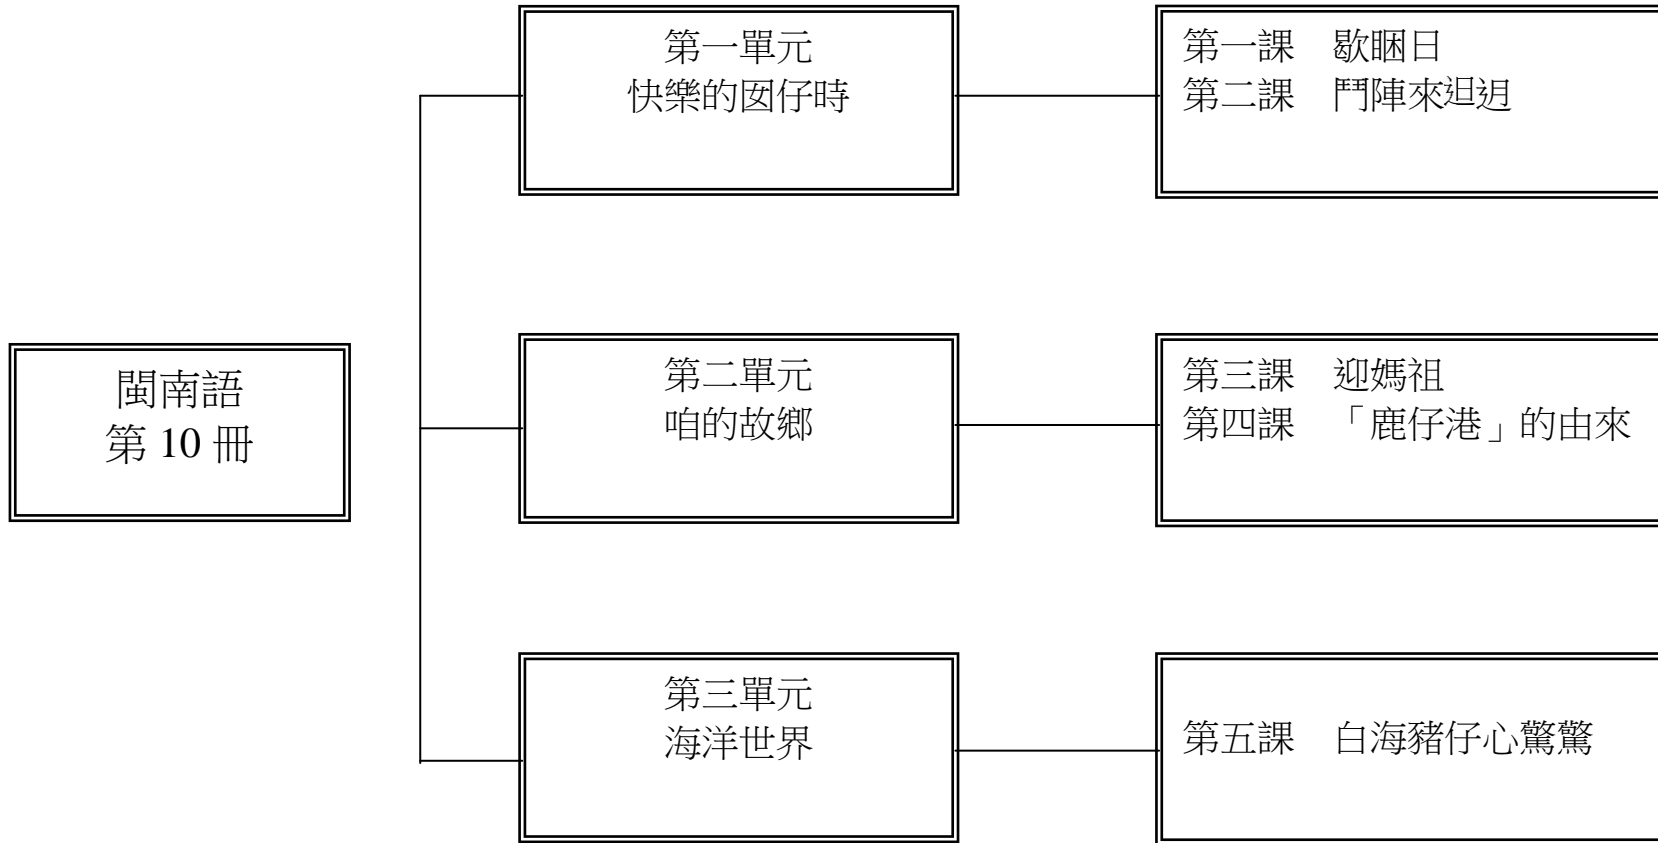 閩南語
第 10 冊
第一單元
快樂的囡仔時
第一課　歇睏日
第二課　鬥陣來𨑨迌
第二單元
咱的故鄉
第三課　迎媽祖
第四課　「鹿仔港」的由來
第三單元
海洋世界
第五課　白海豬仔心驚驚